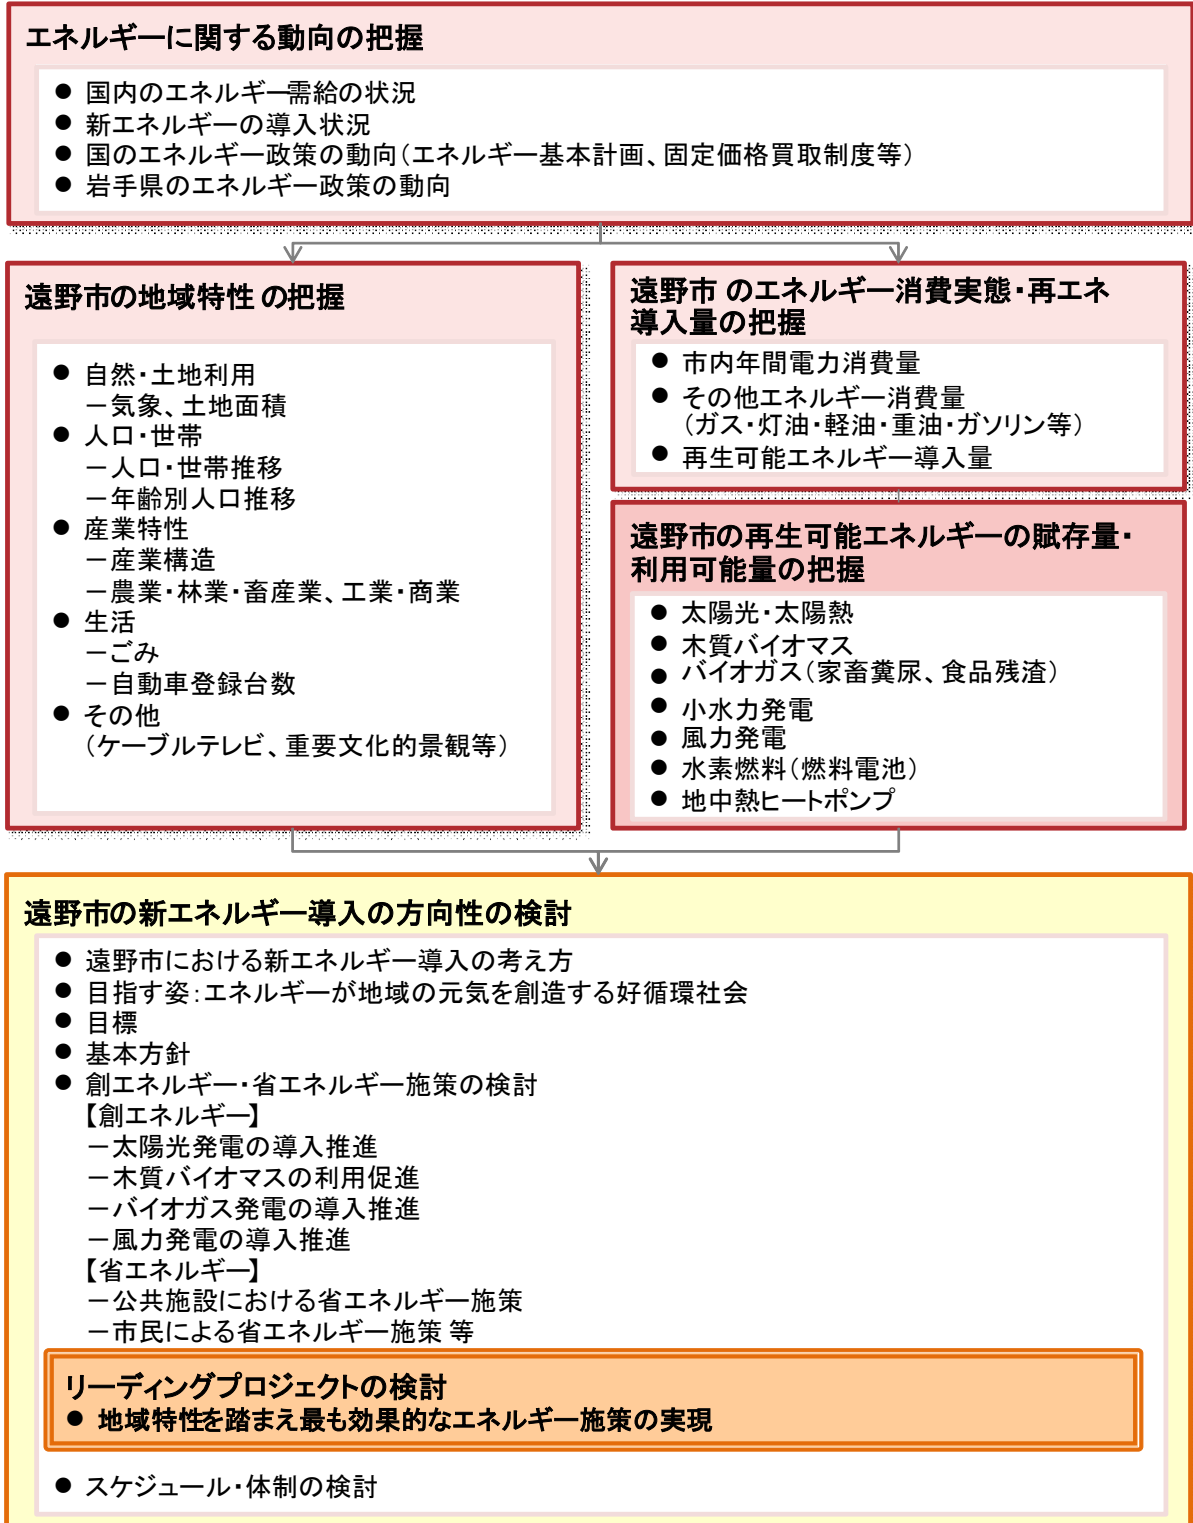 エネルギーに関する動向の把握
● 国内のエネルギー需給の状況
● 新エネルギーの導入状況
● 国のエネルギー政策の動向（エネルギー基本計画、固定価格買取制度等）
● 岩手県のエネルギー政策の動向
遠野市の地域特性の把握
● 自然・土地利用
－気象、土地面積
● 人口・世帯
－人口・世帯推移
－年齢別人口推移
● 産業特性
－産業構造
－農業・林業・畜産業、工業・商業
● 生活
－ごみ
－自動車登録台数
● その他
（ケーブルテレビ、重要文化的景観等）
遠野市 のエネルギー消費実態・再エネ
導入量の把握
● 市内年間電力消費量
● その他エネルギー消費量
（ガス・灯油・軽油・重油・ガソリン等）
● 再生可能エネルギー導入量
遠野市の再生可能エネルギーの賦存量・
利用可能量の把握
● 太陽光・太陽熱
● 木質バイオマス
● バイオガス（家畜糞尿、食品残渣）
● 小水力発電
● 風力発電
● 水素燃料（燃料電池）
● 地中熱ヒートポンプ
遠野市の新エネルギー導入の方向性の検討
● 遠野市における新エネルギー導入の考え方
● 目指す姿：エネルギーが地域の元気を創造する好循環社会
● 目標
● 基本方針
● 創エネルギー・省エネルギー施策の検討
【創エネルギー】
－太陽光発電の導入推進
－木質バイオマスの利用促進
－バイオガス発電の導入推進
－風力発電の導入推進
【省エネルギー】
－公共施設における省エネルギー施策
－市民による省エネルギー施策 等
リーディングプロジェクトの検討
● 地域特性を踏まえ最も効果的なエネルギー施策の実現
● スケジュール・体制の検討